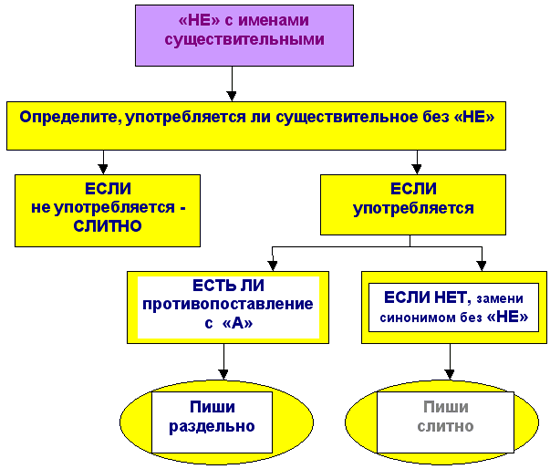 «НЕ» с именами
существительными
Определите, употребляется ли существительное без «НЕ»
ЕСЛИ
не употребляется -
СЛИТНО
ЕСЛИ
употребляется
ЕСТЬ ЛИ
противопоставление
с «А»
ЕСЛИ НЕТ, замени
синонимом без «НЕ»
Пиши
раздельно
Пиши
слитно